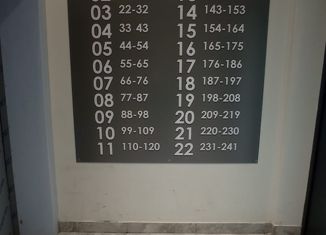 03 22-32 14 143-153
04 33-43 15 154-164
05 44-54 16 165-175
06 55-65 17 176-186
07 66-76 18 187-197
08 77-87 19 198-208
09 88-98 20 209-219
10 99-109 21 220-230
11 110-120 22 231-241